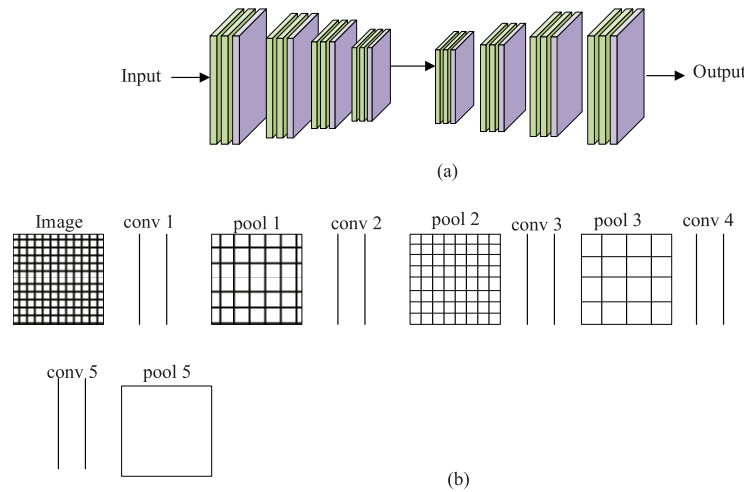 Input
Output
(a)
Image
conv 1
pool 1
conv 2
pool 2
conv 3
pool 3
conv 4
conv 5
pool 5
(b)